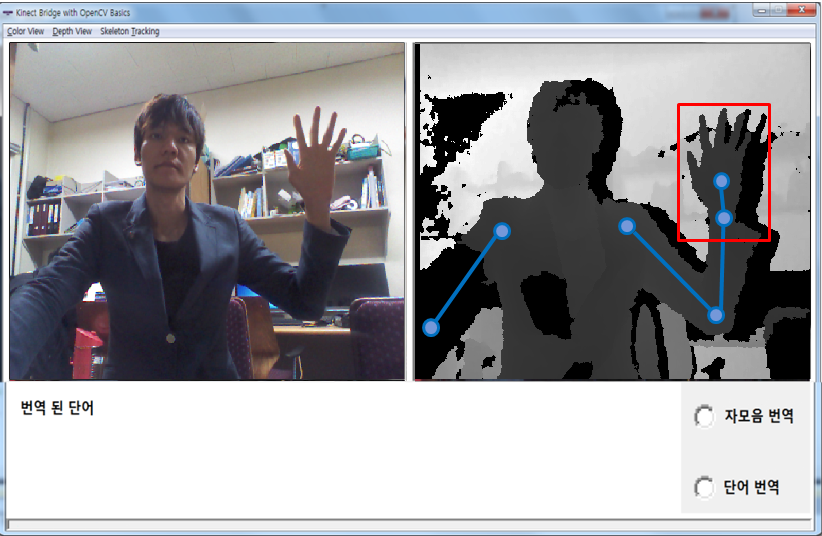 Kinect Bridge with OpenCV Basics
Color View Depth View Skeleton Tracking
번역 된 단어
자모음 번역
단어 번역